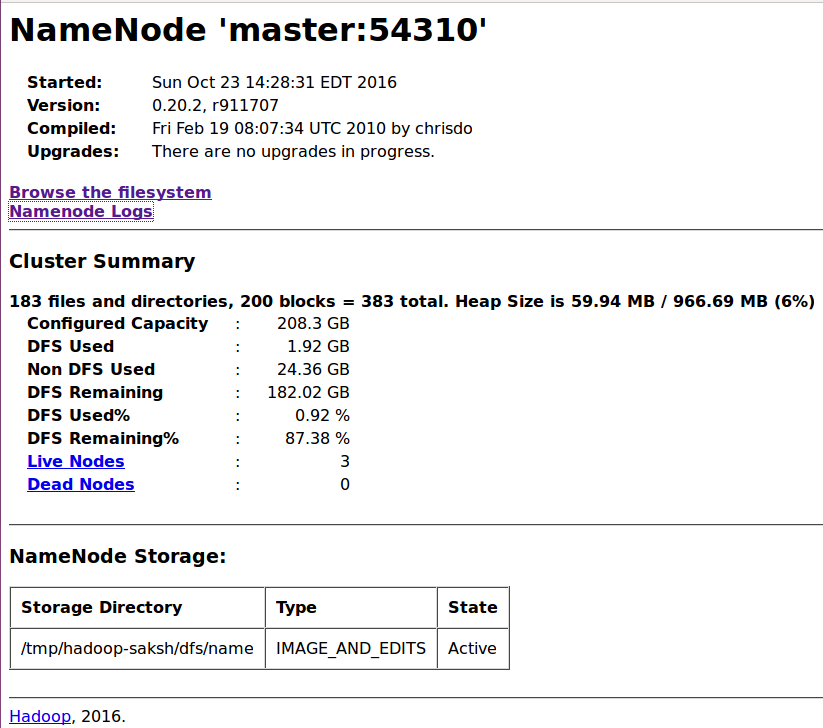 NameNode 'master:54310'
Started: Sun Oct 23 14:28:31 EDT 2016
Version: 0.20.2, r911707
Compiled: Fri Feb 19 08:07:34 UTC 2010 by chrisdo
Upgrades: There are no upgrades in progress.
Browse the filesystem
Namenode Logs
Cluster Summary
183 files and directories, 200 blocks = 383 total. Heap Size is 59.94 MB / 966.69 MB (6%)
Configured Capacity : 208.3 GB
DFS Used : 1.92 GB
Non DFS Used : 24.36 GB
DFS Remaining : 182.02 GB
DFS Used% : 0.92 %
DFS Remaining% : 87.38 %
Live Nodes : 3
Dead Nodes : 0
NameNode Storage:
Storage Directory Type State
/tmp/hadoop-saksh/dfs/name IMAGE_AND_EDITS Active
Hadoop, 2016.